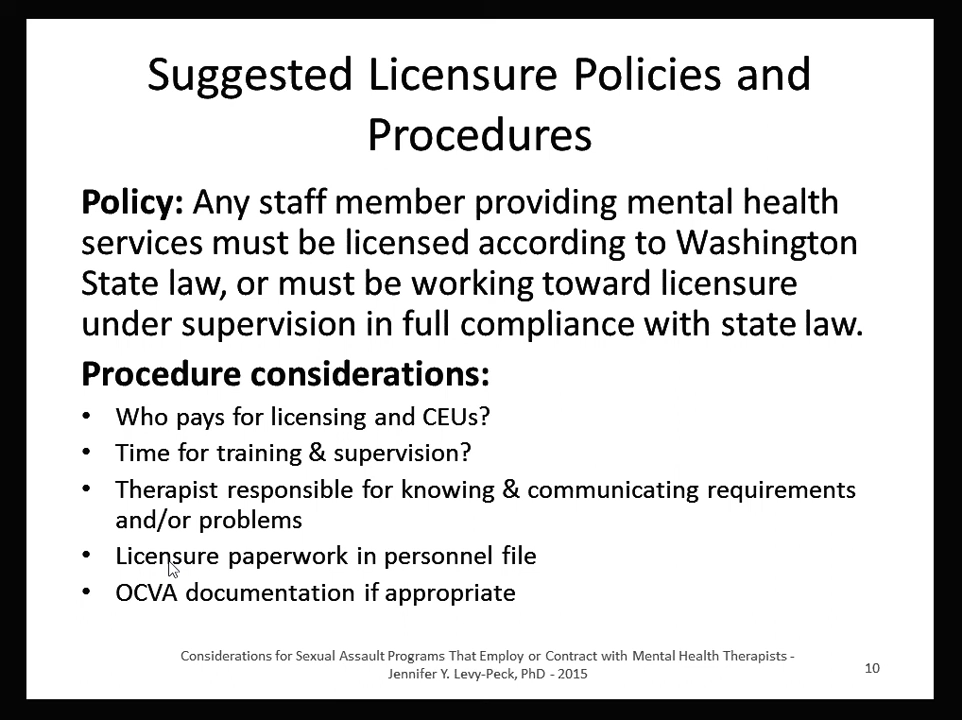 Suggested Licensure Policies and
Procedures
Policy: Any staff member providing mental health
services must be licensed according to Washington
State law, or must be working toward licensure
under supervision in full compliance with state law.
Procedure considerations:
• Who pays for licensing and CEUs?
• Time for training & supervision?
• Therapist responsible for knowing & communicating requirements
and/or problems
• Licensure paperwork in personnel file
• OCVA documentation if appropriate
Considerations for Sexual Assault Programs That Employ or Contract with Mental Health Therapists -
Jennifer Y. Levy-Peck, PhD - 2015
10